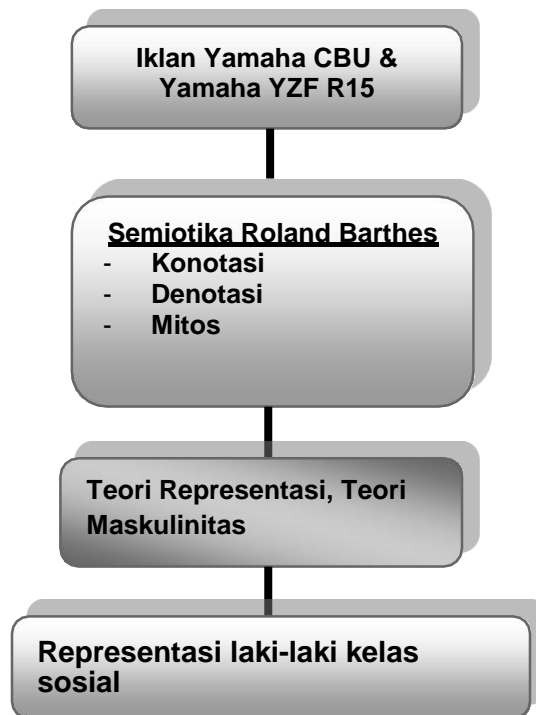 Iklan Yamaha CBU &
Yamaha YZF R15
Semiotika Roland Barthes
- Konotasi
- Denotasi
- Mitos
Teori Representasi, Teori
Maskulinitas
Representasi laki-laki kelas
sosial